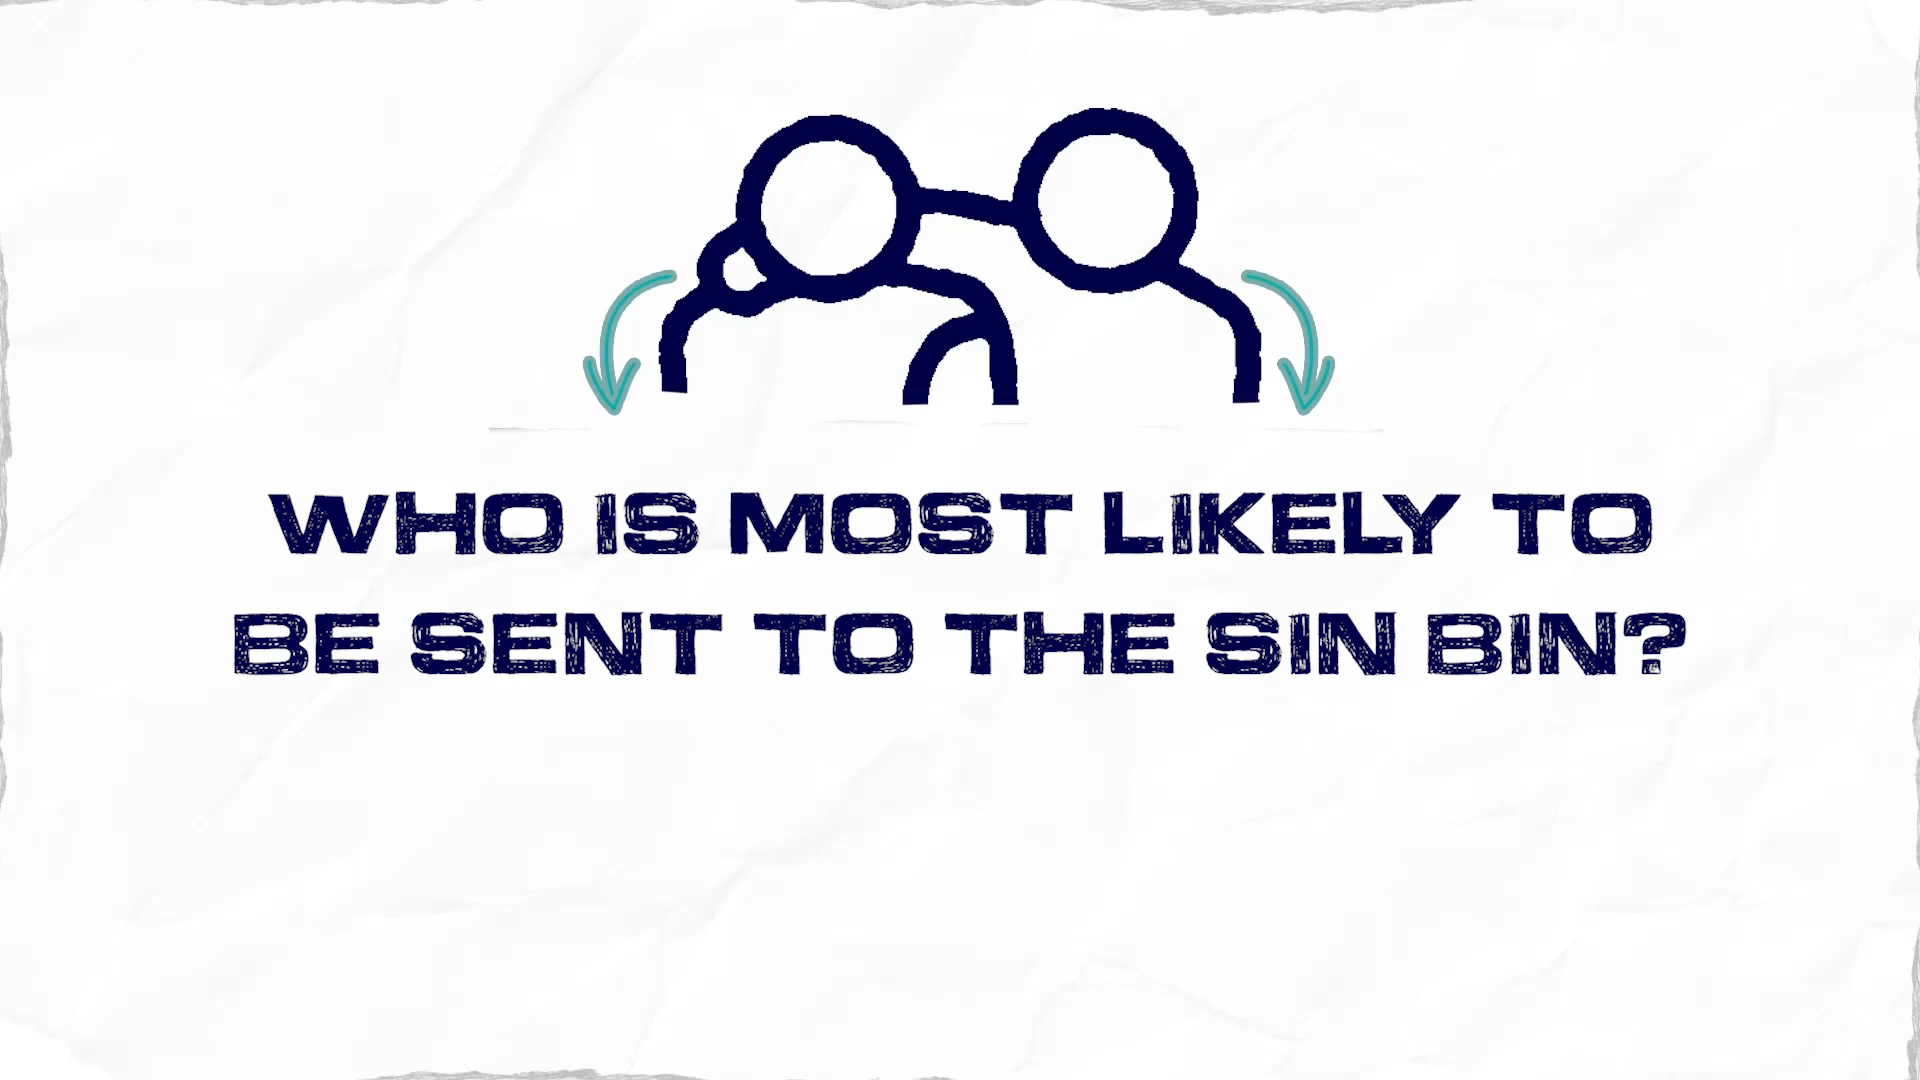 WHO IS MOST LIKELY TO
BE SENT TO THE SIN BIN?